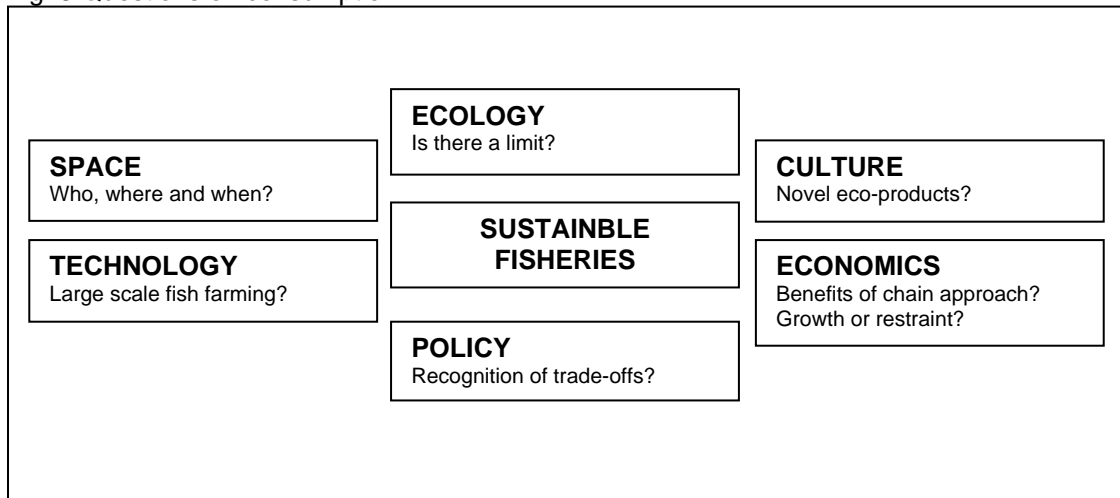 ECOLOGY
Is there a limit?
SPACE
Who, where and when?
CULTURE
Novel eco-products?
SUSTAINBLE
FISHERIES
TECHNOLOGY
Large scale fish farming?
ECONOMICS
Benefits of chain approach?
Growth or restraint?
POLICY
Recognition of trade-offs?